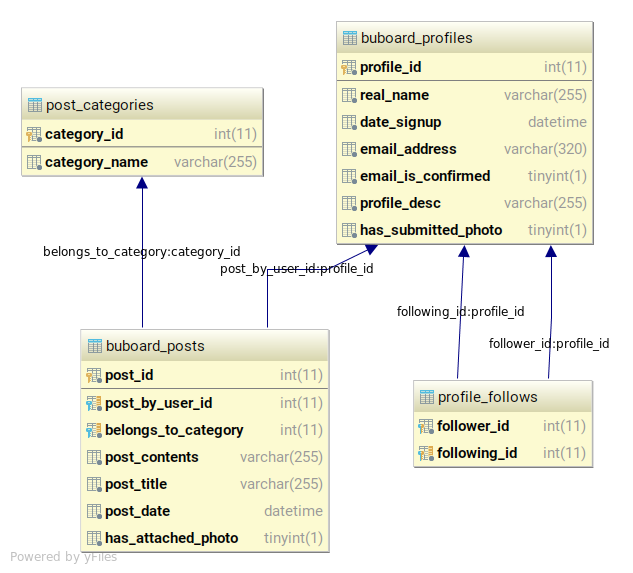 buboard_profiles
profile_id int(11)
real_name varchar(255)
date_signup datetime
email_address varchar(320)
email_is_confirmed tinyint(1)
profile_desc varchar(255)
has_submitted_photo tinyint(1)
post_categories
category_id int(11)
category_name varchar(255)
belongs_to_category:category_id
post_by_user_id:profile_id
following_id:profile_id
follower_id:profile_id
buboard_posts
post_id int(11)
post_by_user_id int(11)
belongs_to_category int(11)
post_contents varchar(255)
post_title varchar(255)
post_date datetime
has_attached_photo tinyint(1)
profile_follows
follower_id int(11)
following_id int(11)
Powered by yFiles